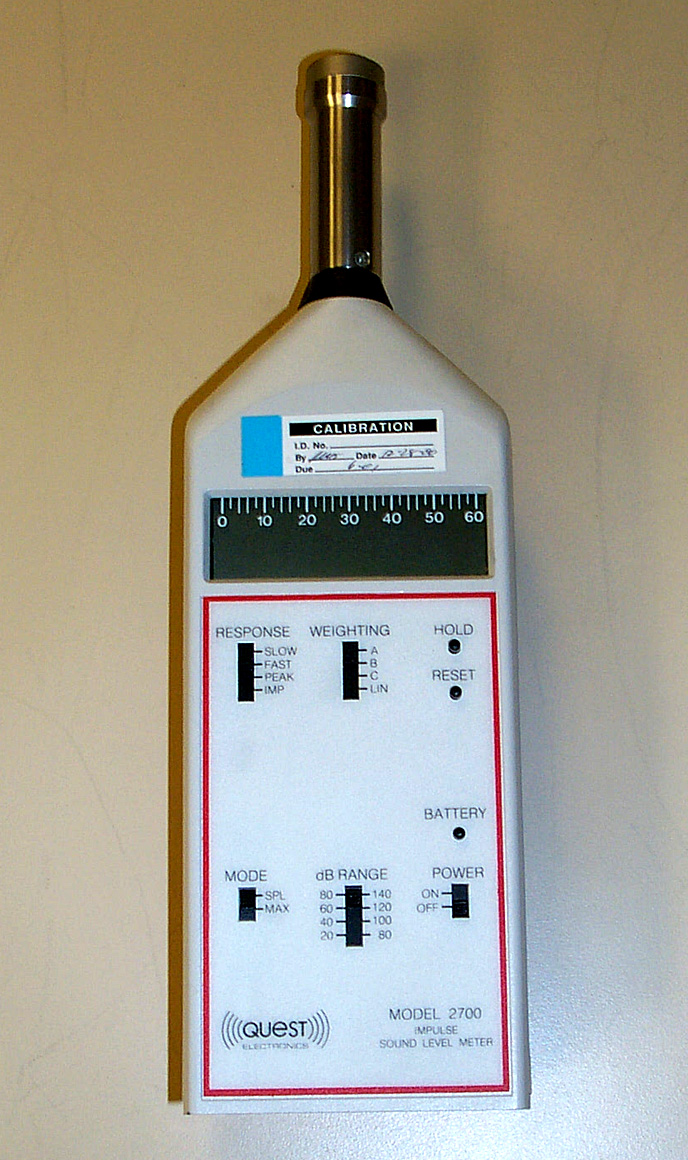 CALIBRATION
I.D. No.
By Date
Due
0 10 20 30 40 50 60
RESPONSE WEIGHTING HOLD
SLOW A
FAST B
PEAK C
IMP LIN
RESET
BATTERY
MODE dB RANGE POWER
SPL 80 140 ON
MAX 60 120 OFF
40 100
20 80
QUEST
ELECTRONICS
MODEL 2700
IMPULSE
SOUND LEVEL METER